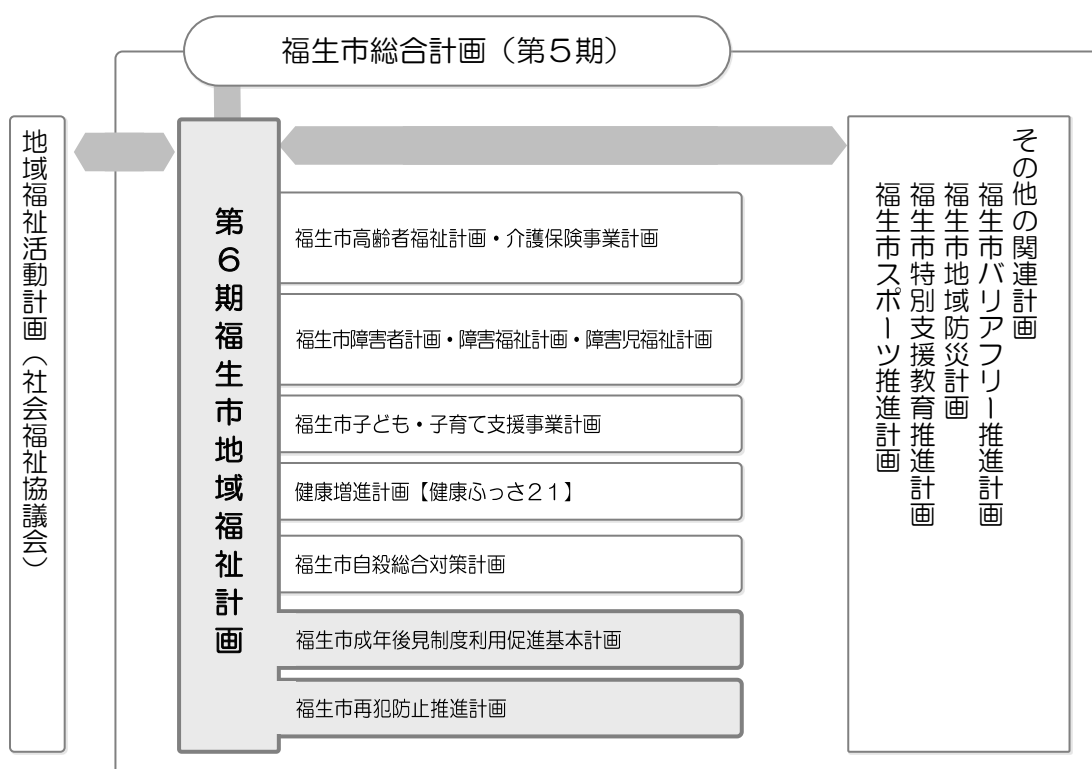 福生市総合計画（第５期）
地域福祉活動計画（社会福祉協議会）
第６期福生市地域福祉計画
福生市高齢者福祉計画・介護保険事業計画
福生市障害者計画・障害福祉計画・障害児福祉計画
福生市子ども・子育て支援事業計画
健康増進計画【健康ふっさ２１】
福生市自殺総合対策計画
福生市成年後見制度利用促進基本計画
福生市再犯防止推進計画
その他の関連計画
福生市バリアフリー推進計画
福生市地域防災計画
福生市特別支援教育推進計画
福生市スポーツ推進計画